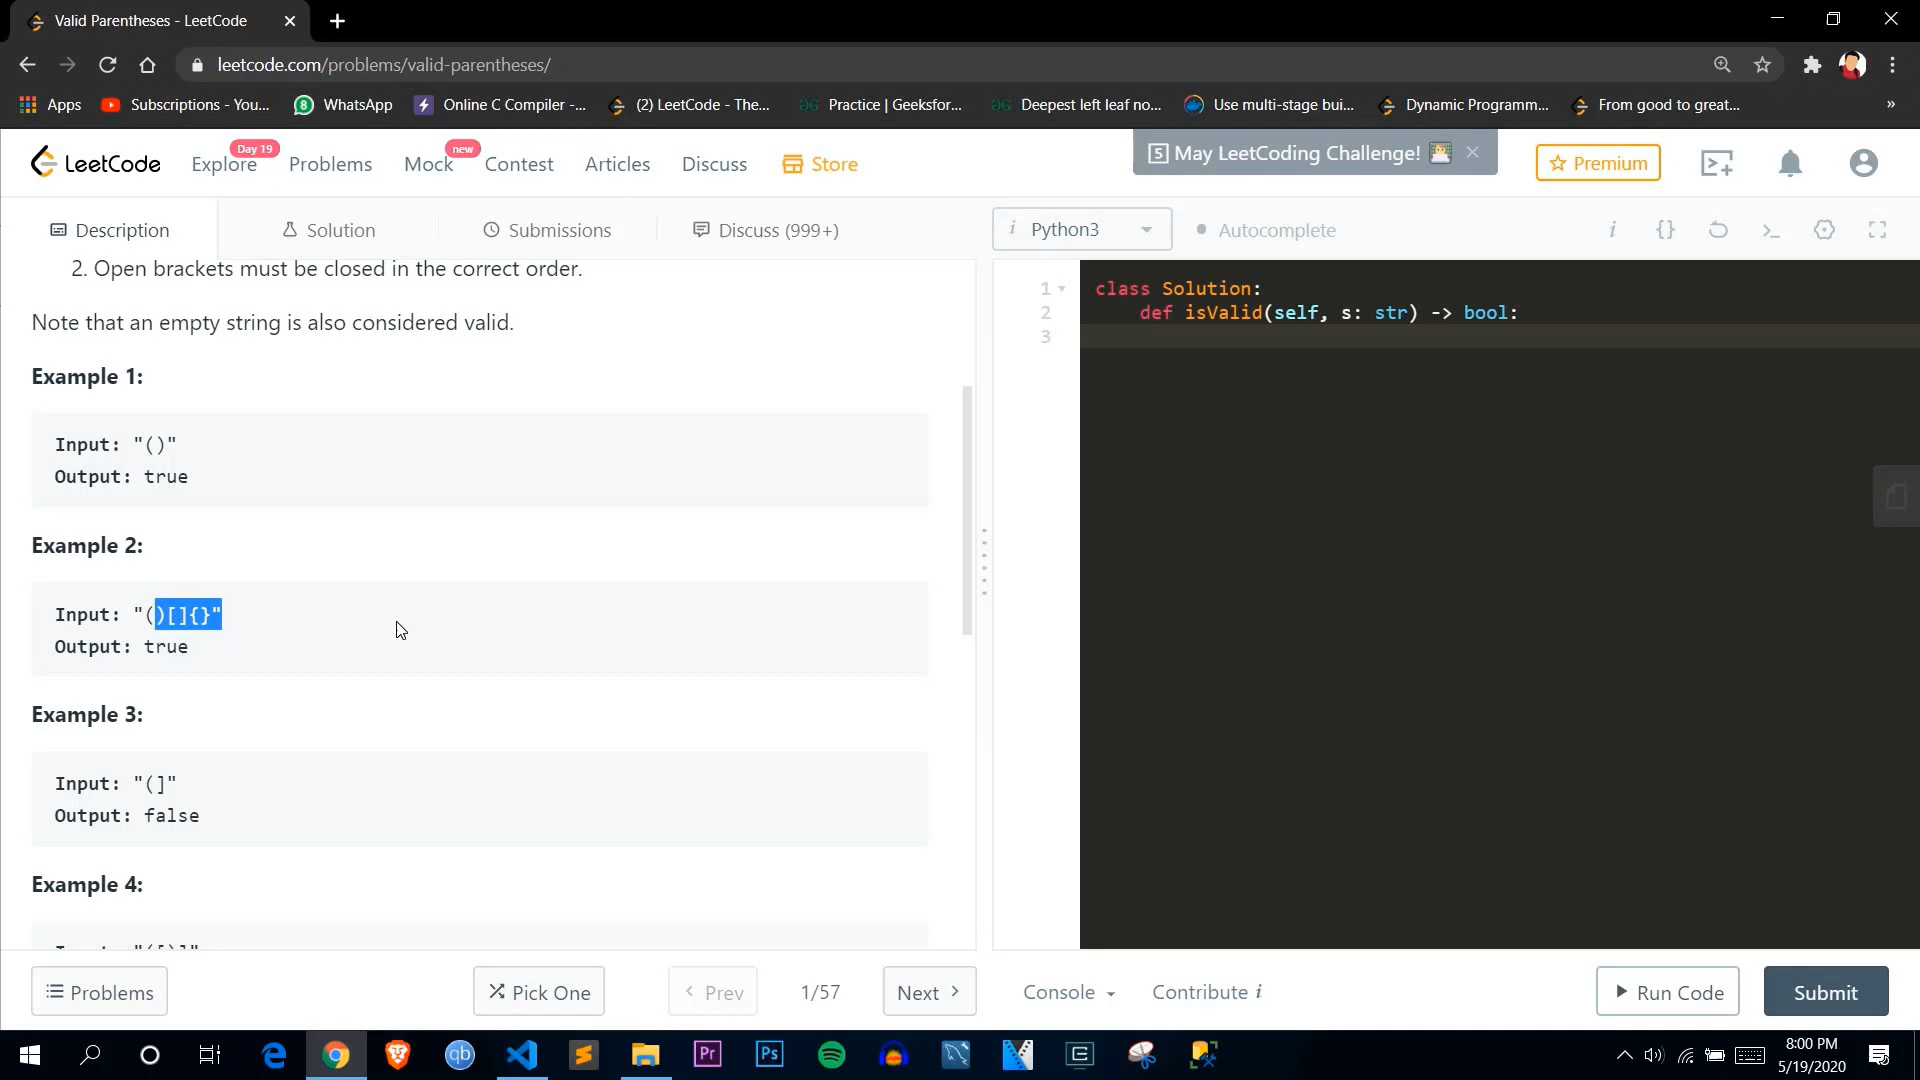 Valid Parentheses - LeetCode
leetcode.com/problems/valid-parentheses/
Apps
Subscriptions - You...
WhatsApp
Online C Compiler -...
(2) LeetCode - The...
Practice | Geeksfor...
Deepest left leaf no...
Use multi-stage bui...
Dynamic Programm...
From good to great...
»
LeetCode
Explore
Day 19
Problems
Mock
new
Contest
Articles
Discuss
Store
5 May LeetCoding Challenge!
Premium
Description
Solution
Submissions
Discuss (999+)
i Python3
Autocomplete
i {}
2. Open brackets must be closed in the correct order.
Note that an empty string is also considered valid.
Example 1:
Input: "()"
Output: true
Example 2:
Input: "()[]{}"
Output: true
Example 3:
Input: "(]"
Output: false
Example 4:
1 class Solution:
2 def isValid(self, s: str) -> bool:
3
Problems
Pick One
Prev
1/57
Next
Console
Contribute i
Run Code
Submit
qb
Pr
Ps
8:00 PM
5/19/2020